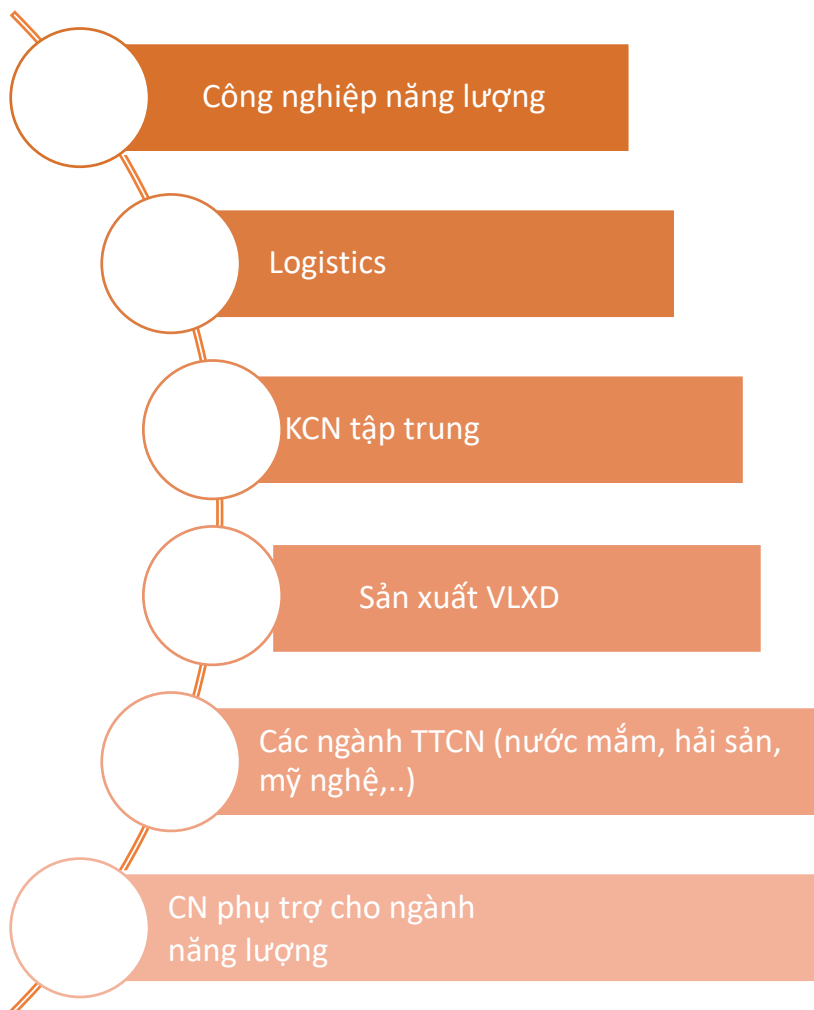 Công nghiệp năng lượng
Logistics
KCN tập trung
Sản xuất VLXD
Các ngành TTCN (nước mắm, hải sản,
mỹ nghệ,..)
CN phụ trợ cho ngành
năng lượng